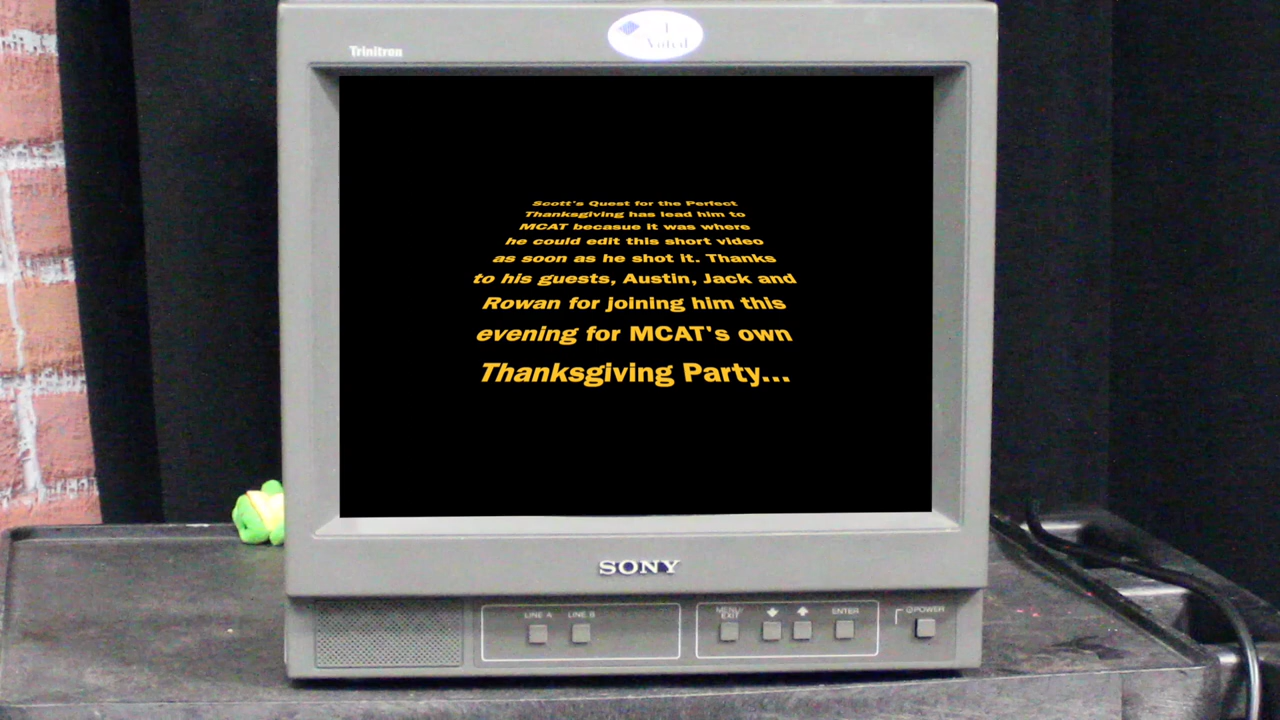 I
Voted
Trinitron
Scott's Quest for the Perfect
Thanksgiving has lead him to
MCAT becasue it was where
he could edit this short video
as soon as he shot it. Thanks
to his guests, Austin, Jack and
Rowan for joining him this
evening for MCAT's own
Thanksgiving Party...
SONY
LINE A LINE B
MENU/
EXIT
ENTER
POWER